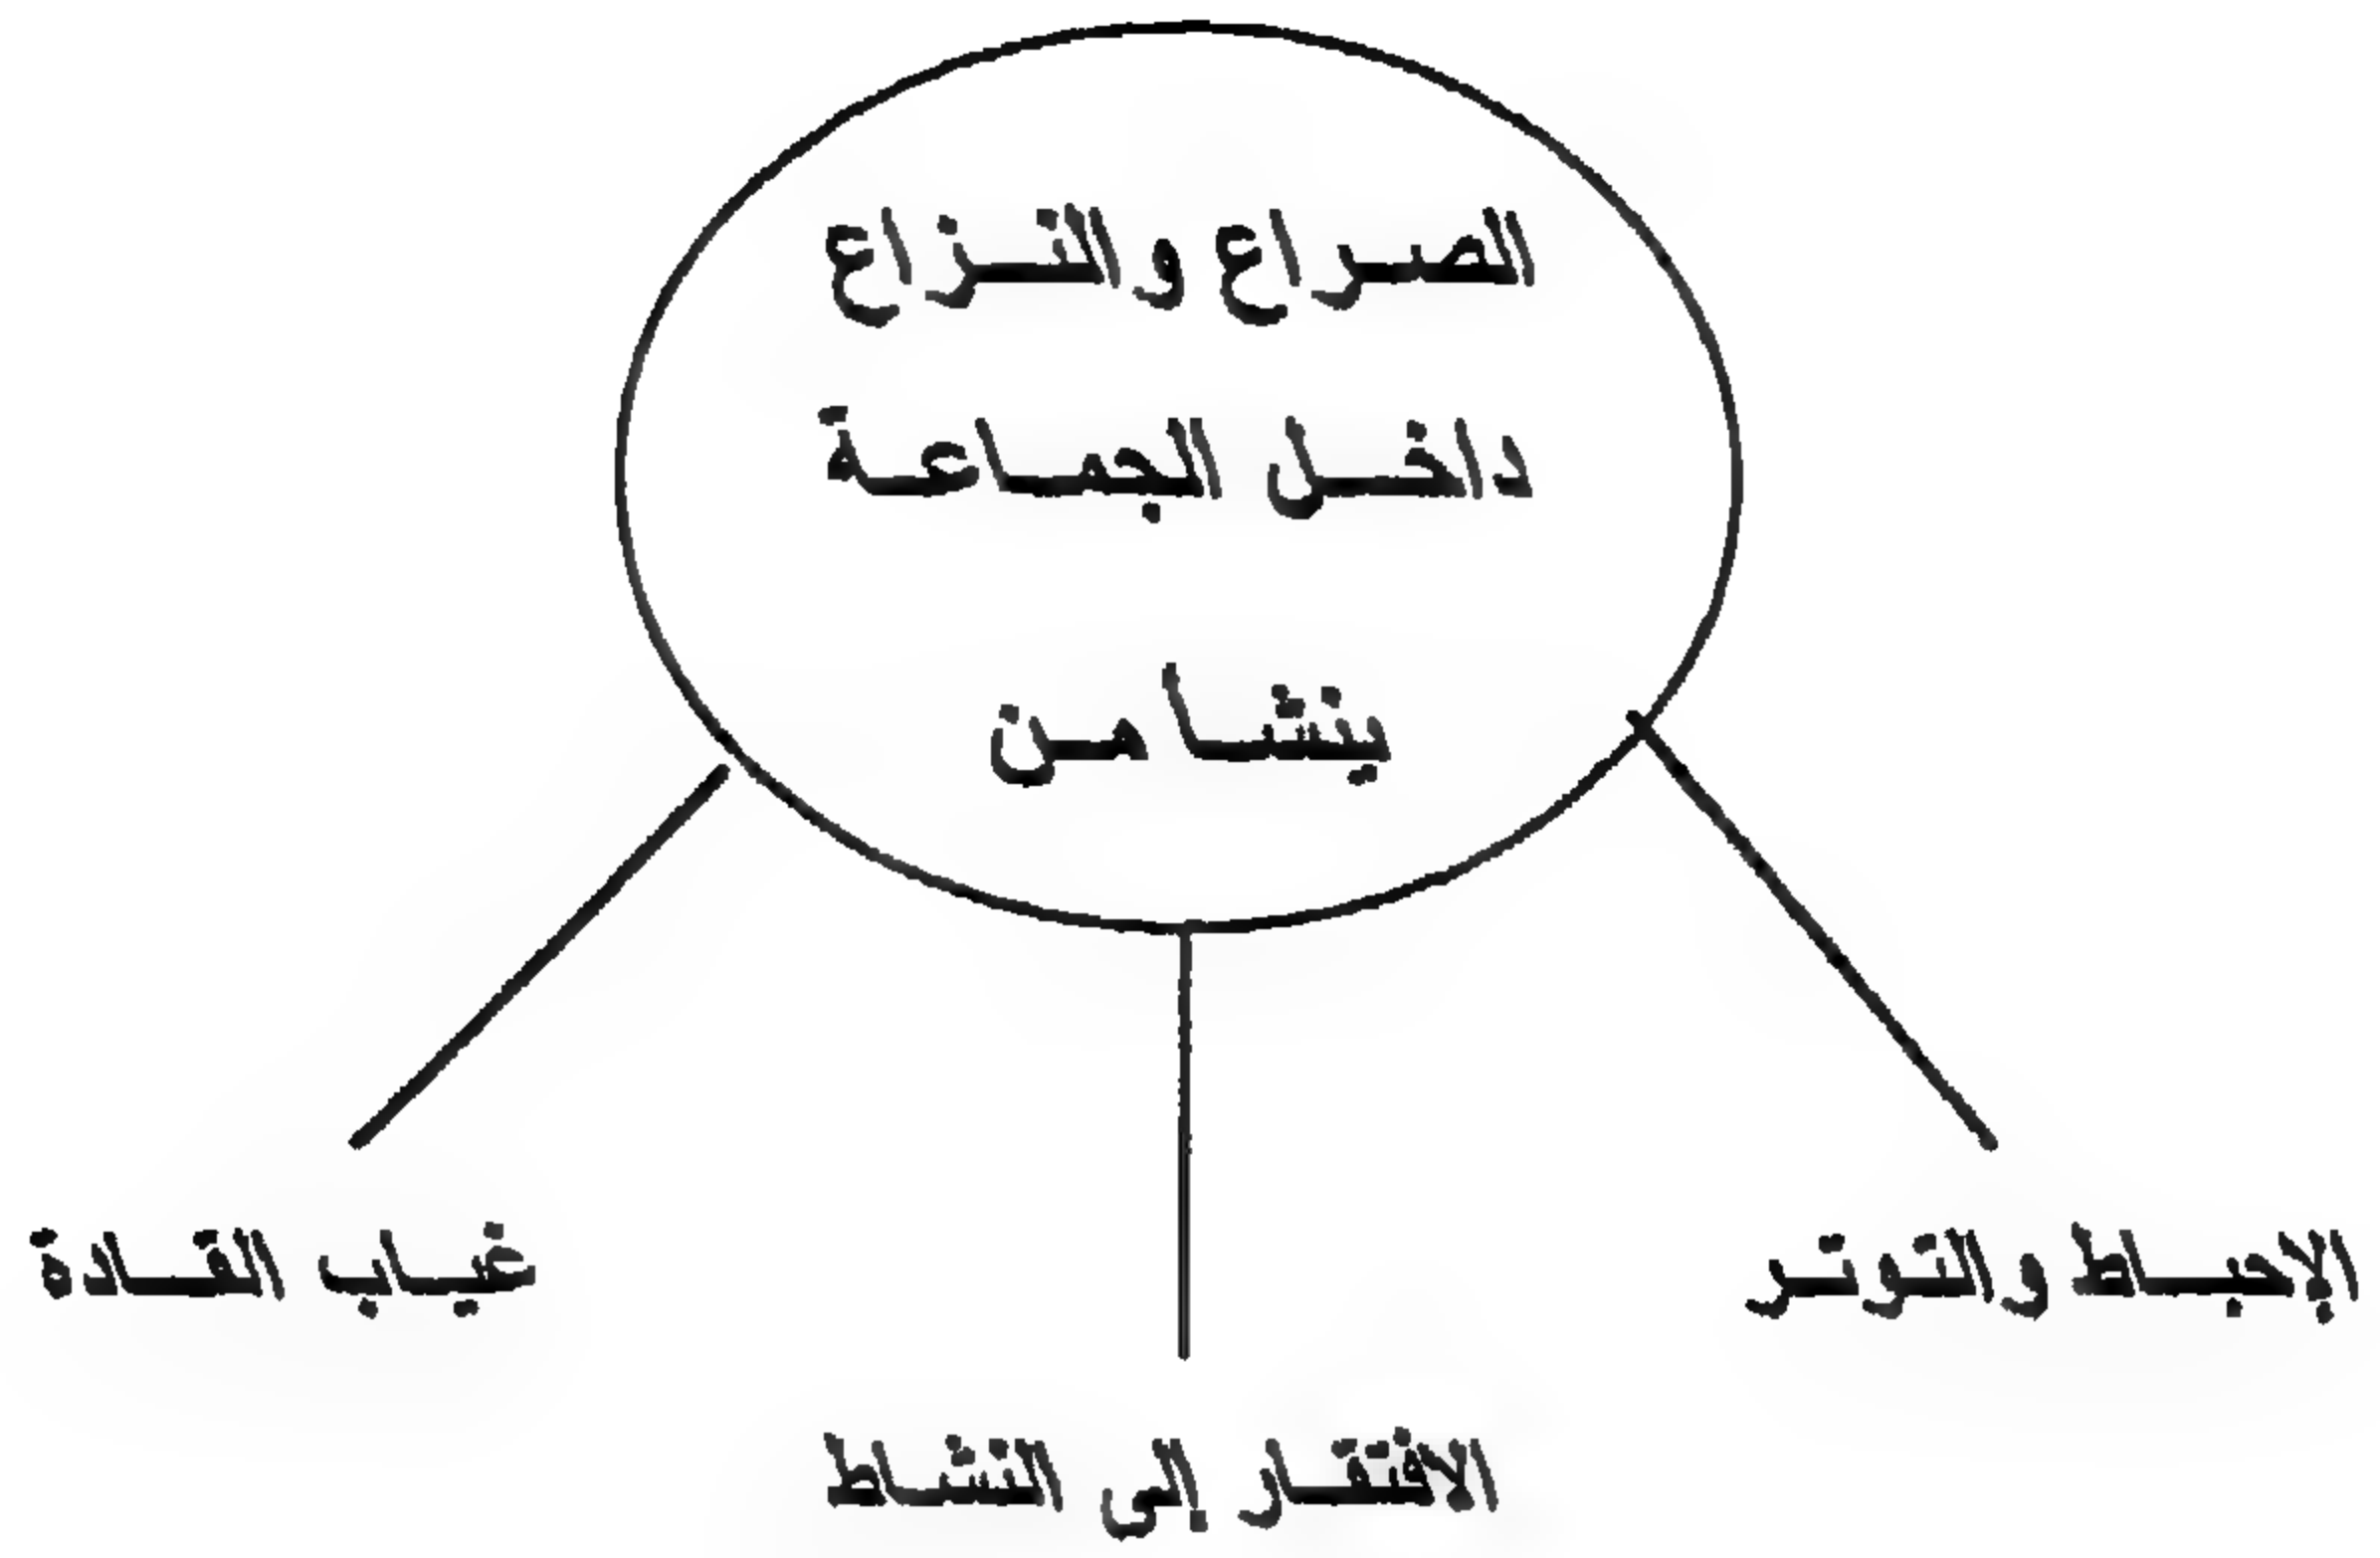 الصراع والنزاع
داخل الجماعة
ينشا من
الإحباط والتوتر
غياب القادة
الافتقار إلى النشاط